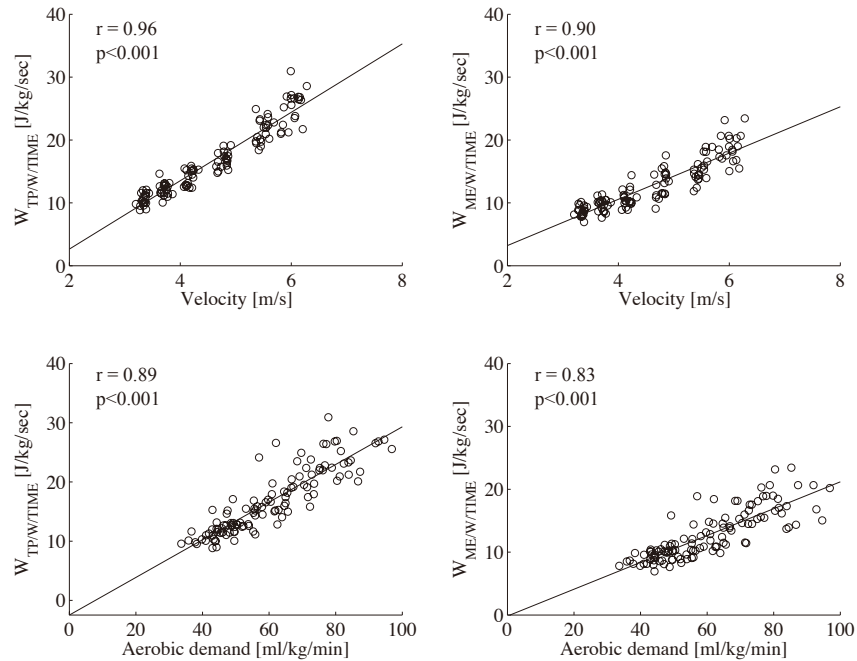 r = 0.96
p<0.001
40
30
20
10
0
W_TP/W/TIME [J/kg/sec]
2 4 6 8
Velocity [m/s]
r = 0.90
p<0.001
40
30
20
10
0
W_ME/W/TIME [J/kg/sec]
2 4 6 8
Velocity [m/s]
r = 0.89
p<0.001
40
30
20
10
0
W_TP/W/TIME [J/kg/sec]
0 20 40 60 80 100
Aerobic demand [ml/kg/min]
r = 0.83
p<0.001
40
30
20
10
0
W_ME/W/TIME [J/kg/sec]
0 20 40 60 80 100
Aerobic demand [ml/kg/min]